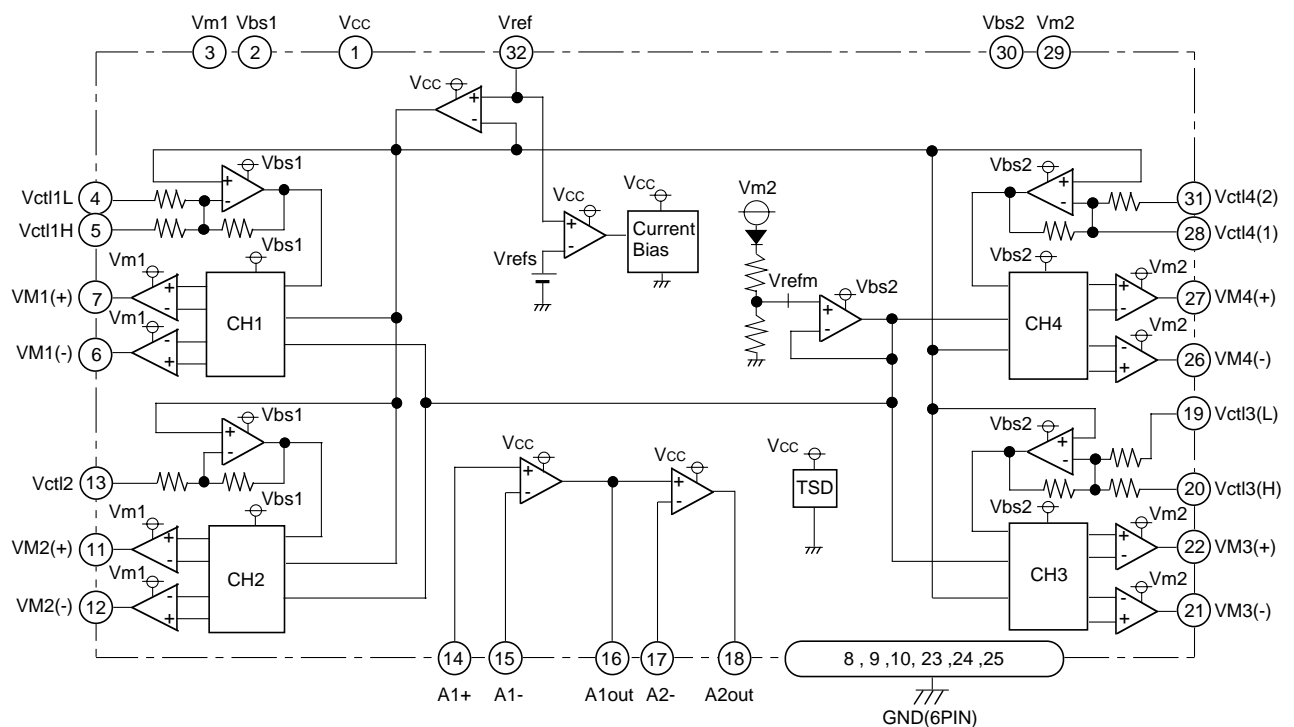 Vm1 Vbs1 Vcc Vref Vbs2 Vm2
3 2 1 32 30 29
Vcc
+
-
Vbs1
+
-
Vctl1L 4
Vctl1H 5
Vcc
+
-
Vrefs
Vcc
Current
Bias
Vm2
Vrefm
Vbs2
+
-
Vbs2
+
-
31 Vctl4(2)
28 Vctl4(1)
Vbs1
CH1
Vm1
+
-
VM1(+) 7
Vm1
-
+
VM1(-) 6
Vbs2
CH4
Vm2
+
-
27 VM4(+)
Vm2
-
+
26 VM4(-)
Vbs1
+
-
Vctl2 13
Vbs2
+
-
19 Vctl3(L)
20 Vctl3(H)
Vbs1
CH2
Vm1
+
-
VM2(+) 11
Vm1
-
+
VM2(-) 12
Vcc
+
-
Vcc
+
-
Vcc
TSD
Vbs2
CH3
Vm2
+
-
22 VM3(+)
Vm2
-
+
21 VM3(-)
14 15 16 17 18
A1+ A1- A1out A2- A2out
8 , 9 ,10, 23 ,24 ,25
GND(6PIN)